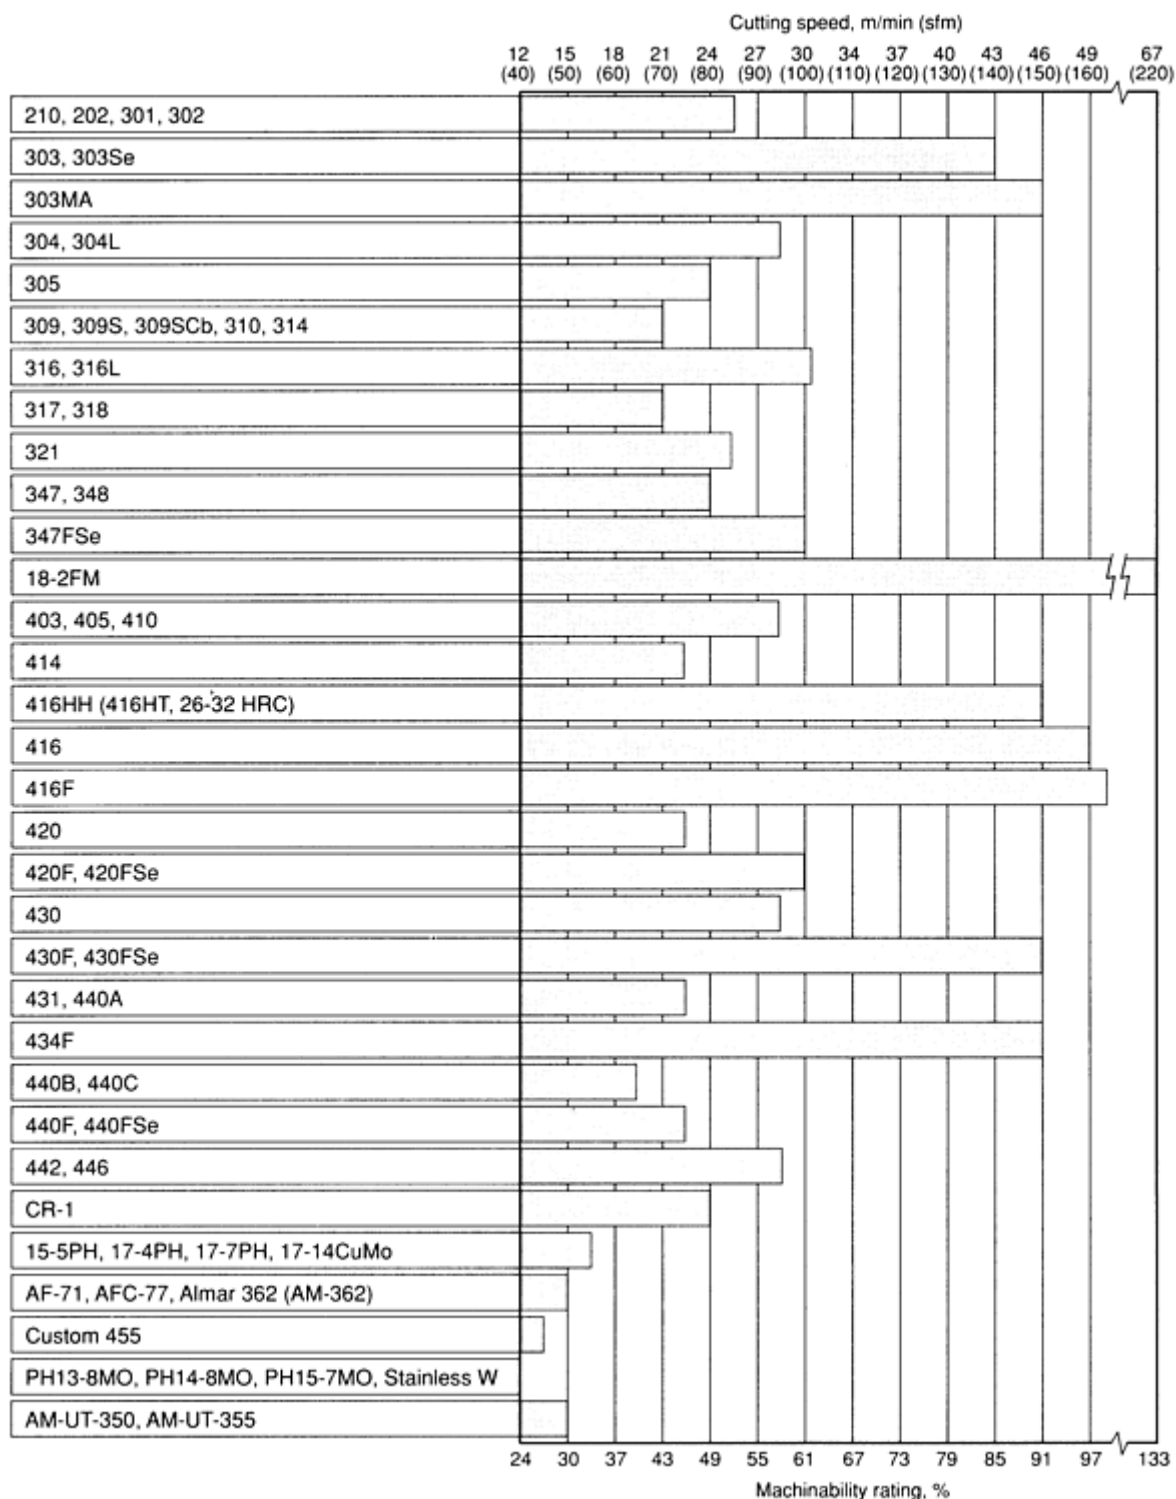 Cutting speed, m/min (sfm)
12 15 18 21 24 27 30 34 37 40 43 46 49 67
(40) (50) (60) (70) (80) (90) (100) (110) (120) (130) (140) (150) (160) (220)
210, 202, 301, 302
303, 303Se
303MA
304, 304L
305
309, 309S, 309SCb, 310, 314
316, 316L
317, 318
321
347, 348
347FSe
18-2FM
403, 405, 410
414
416HH (416HT, 26-32 HRC)
416
416F
420
420F, 420FSe
430
430F, 430FSe
431, 440A
434F
440B, 440C
440F, 440FSe
442, 446
CR-1
15-5PH, 17-4PH, 17-7PH, 17-14CuMo
AF-71, AFC-77, Almar 362 (AM-362)
Custom 455
PH13-8MO, PH14-8MO, PH15-7MO, Stainless W
AM-UT-350, AM-UT-355
24 30 37 43 49 55 61 67 73 79 85 91 97 133
Machinability rating, %